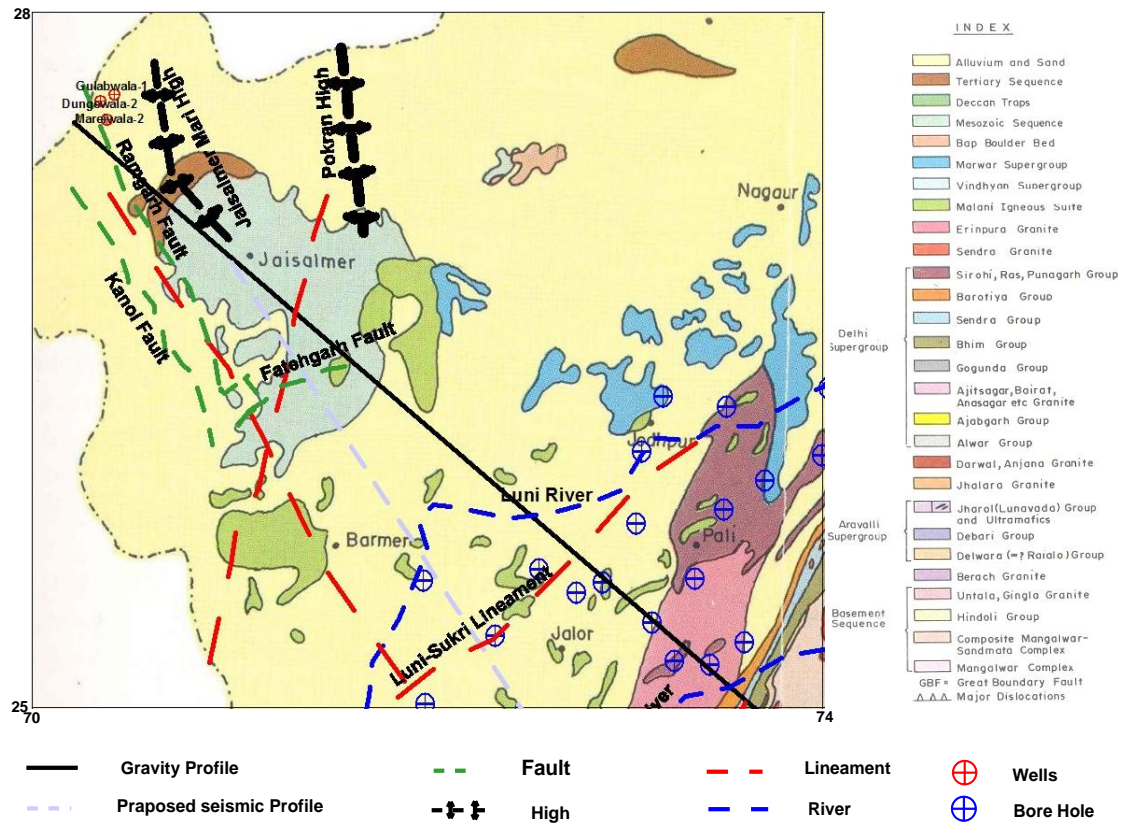 28
Gulabwala-1
Dungewala-2
Mareiwala-2
Ramgarh Fault
Jaisalmer Mari High
Pokran High
Nagaur
Jaisalmer
Kanoi Fault
Fatehgarh Fault
Jodhpur
Luni River
Barmer
Pali
Luni-Sukri Lineament
Jalor
iver
25
70
74
INDEX
Alluvium and Sand
Tertiary Sequence
Deccan Traps
Mesozoic Sequence
Bap Boulder Bed
Marwar Supergroup
Vindhyan Supergroup
Malani Igneous Suite
Erinpura Granite
Sendra Granite
Delhi
Supergroup
Sirohi, Ras, Punagarh Group
Barotiya Group
Sendra Group
Bhim Group
Gogunda Group
Ajitsagar, Bairat,
Anasagar etc Granite
Ajabgarh Group
Alwar Group
Darwal, Anjana Granite
Jhalara Granite
Aravalli
Supergroup
Jharol (Lunavada) Group
and Ultramafics
Debari Group
Delwara (=? Raialo) Group
Berach Granite
Basement
Sequence
Untala, Gingla Granite
Hindoli Group
Composite Mangalwar-
Sandmata Complex
Mangalwar Complex
GBF = Great Boundary Fault
Major Dislocations
Gravity Profile
Fault
Lineament
Wells
Praposed seismic Profile
High
River
Bore Hole